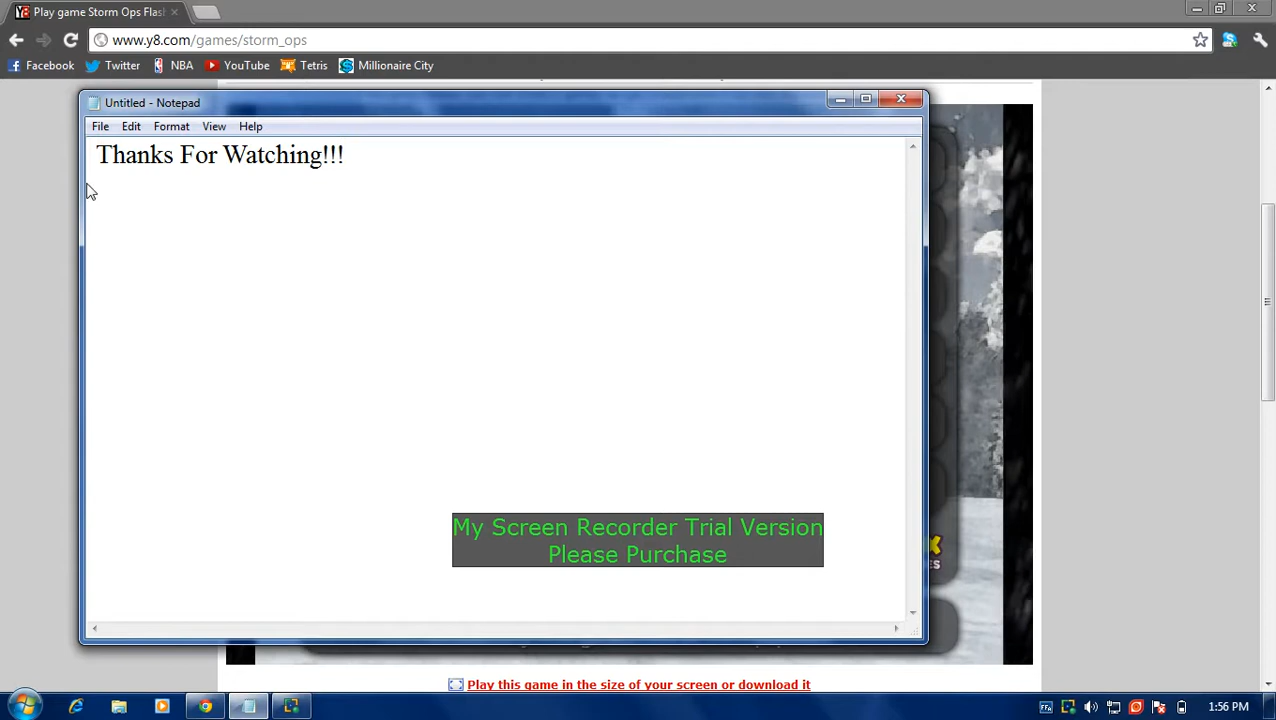 Play game Storm Ops Flash
www.y8.com/games/storm_ops
Facebook
Twitter
NBA
YouTube
Tetris
Millionaire City
Untitled - Notepad
File Edit Format View Help
Thanks For Watching!!!
My Screen Recorder Trial Version
Please Purchase
Play this game in the size of your screen or download it
1:56 PM